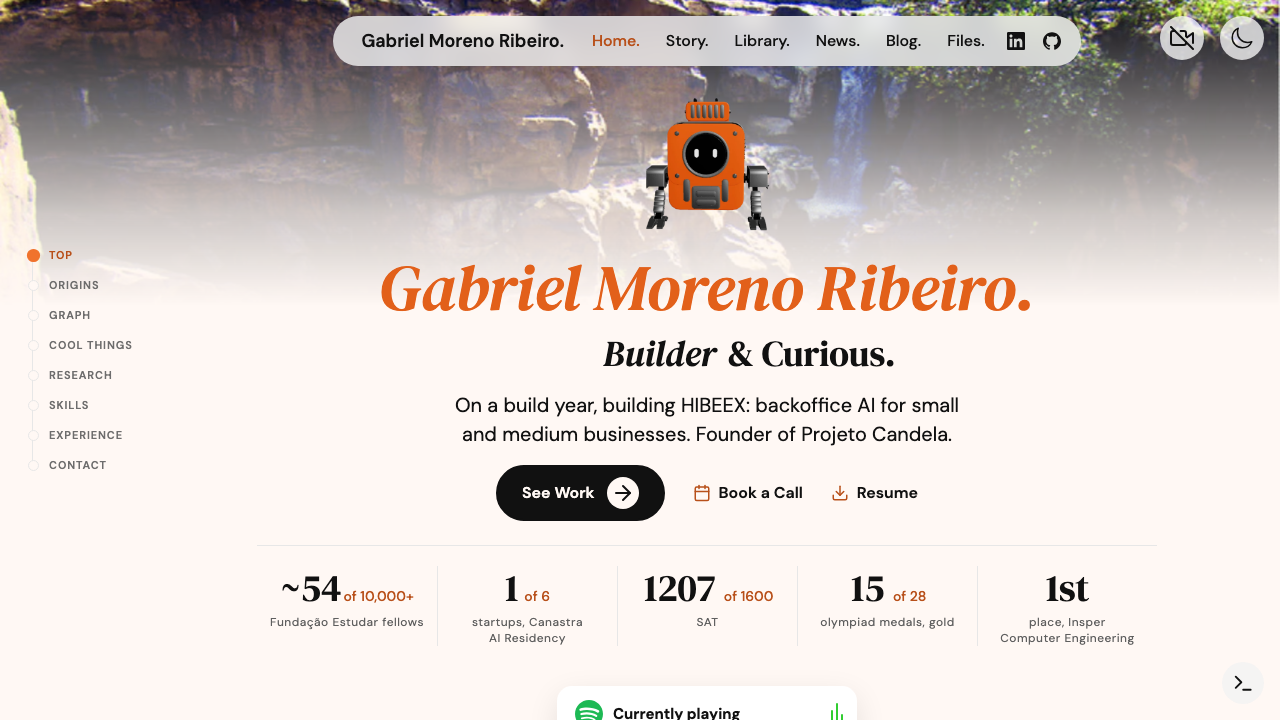 Gabriel Moreno Ribeiro. Home. Story. Library. News. Blog. Files.
TOP
ORIGINS
GRAPH
COOL THINGS
RESEARCH
SKILLS
EXPERIENCE
CONTACT
Gabriel Moreno Ribeiro.
Builder & Curious.
On a build year, building HIBEEX: backoffice AI for small
and medium businesses. Founder of Projeto Candela.
See Work Book a Call Resume
~54 of 10,000+
Fundação Estudar fellows
1 of 6
startups, Canastra
AI Residency
1207 of 1600
SAT
15 of 28
olympiad medals, gold
1st
place, Insper
Computer Engineering
Currently playing